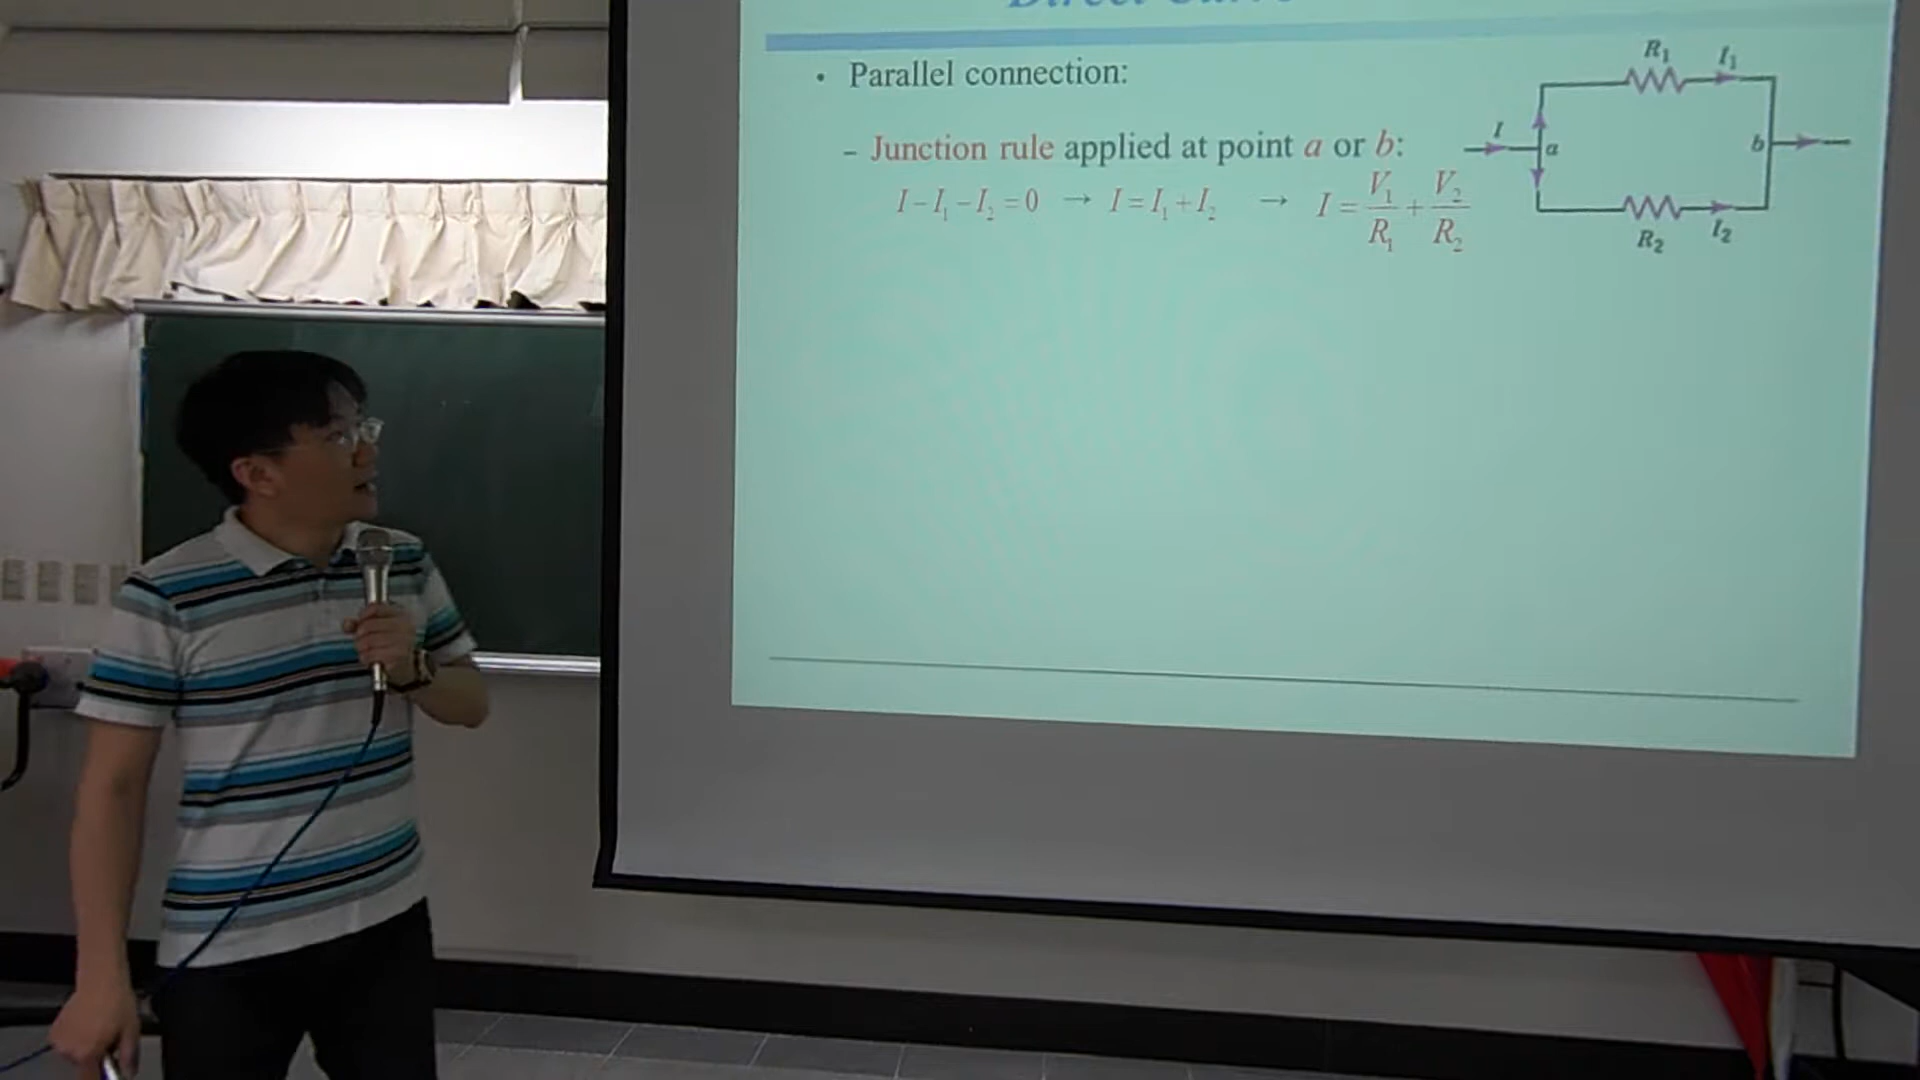 • Parallel connection:
– Junction rule applied at point a or b:
I – I₁ – I₂ = 0 → I = I₁ + I₂ → I = V₁/R₁ + V₂/R₂
R₁ I₁
I a b
R₂ I₂